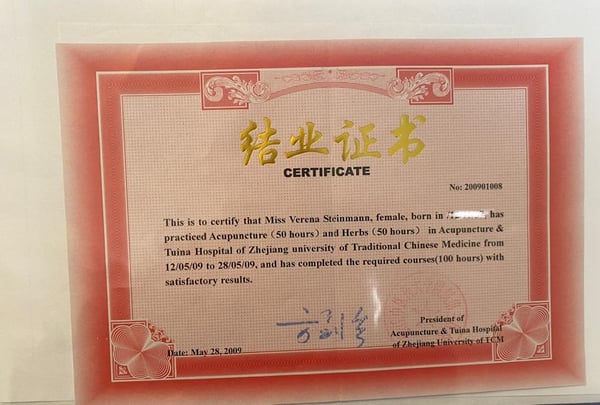 结业证书
CERTIFICATE
No: 200901008
This is to certify that Miss Verena Steinmann, female, born in has
practiced Acupuncture（50 hours）and Herbs（50 hours） in Acupuncture &
Tuina Hospital of Zhejiang university of Traditional Chinese Medicine from
12/05/09 to 28/05/09, and has completed the required courses(100 hours) with
satisfactory results.
President of
Acupuncture & Tuina Hospital
of Zhejiang University of TCM
Date: May 28, 2009